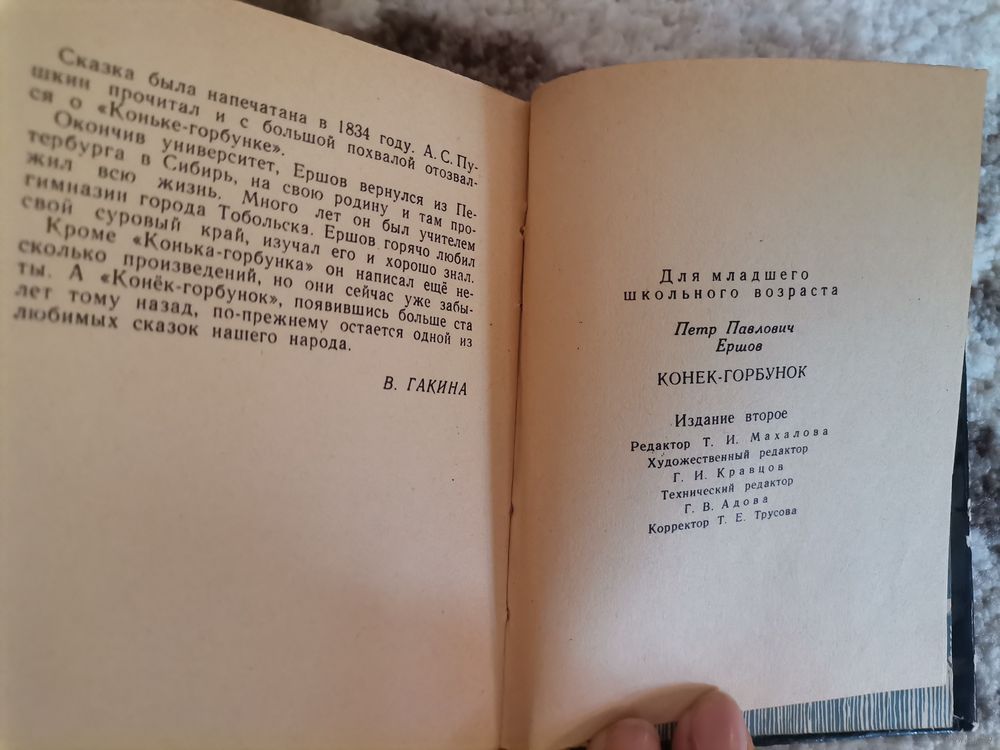 Сказка была напечатана в 1834 году. А. С. Пу-
шкин прочитал и с большой похвалой отозвал-
ся о «Коньке-горбунке».
Окончив университет, Ершов вернулся из Пе-
тербурга в Сибирь, на свою родину и там про-
жил всю жизнь. Много лет он был учителем
гимназии города Тобольска. Ершов горячо любил
свой суровый край, изучал его и хорошо знал.
Кроме «Конька-горбунка» он написал ещё не-
сколько произведений, но они сейчас уже забы-
ты. А «Конёк-горбунок», появившись больше ста
лет тому назад, по-прежнему остается одной из
любимых сказок нашего народа.
В. ГАКИНА
Для младшего
школьного возраста
Петр Павлович
Ершов
КОНЕК-ГОРБУНОК
Издание второе
Редактор Т. И. Махалова
Художественный редактор
Г. И. Кравцов
Технический редактор
Г. В. Адова
Корректор Т. Е. Трусова